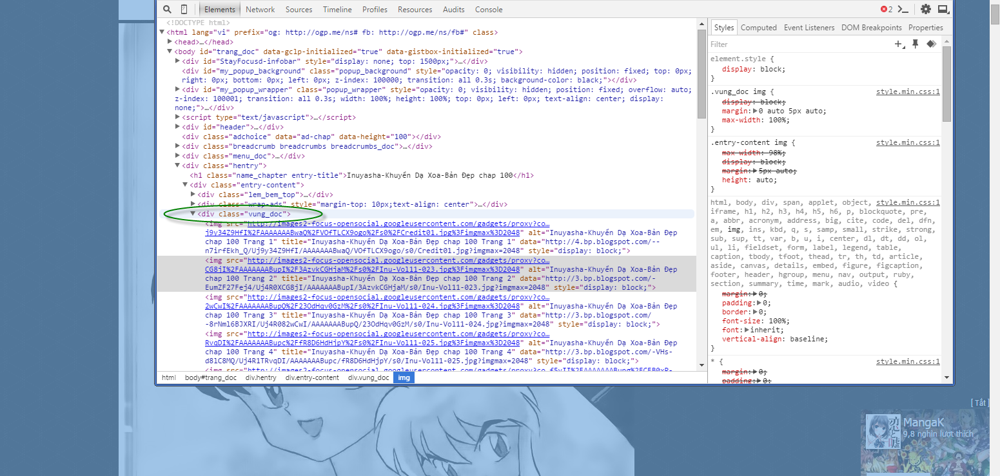 Elements Network Sources Timeline Profiles Resources Audits Console 2
<!DOCTYPE html>
<html lang="vi" prefix="og: http://ogp.me/ns# fb: http://ogp.me/ns/fb#" class>
<head>…</head>
<body id="trang_doc" data-gclp-initialized="true" data-gistbox-initialized="true">
<div id="StayFocusd-infobar" style="display: none; top: 1500px;">…</div>
<div id="my_popup_background" class="popup_background" style="opacity: 0; visibility: hidden; position: fixed; top: 0px;
right: 0px; bottom: 0px; left: 0px; z-index: 100000; transition: all 0.3s; background-color: black;"></div>
<div id="my_popup_wrapper" class="popup_wrapper" style="opacity: 0; visibility: hidden; position: fixed; overflow: auto;
z-index: 100001; transition: all 0.3s; width: 100%; height: 100%; top: 0px; left: 0px; text-align: center; display:
none;">…</div>
<script type="text/javascript">…</script>
<div id="header">…</div>
<div class="adchoice" data="ad-chap" data-height="100"></div>
<div class="breadcrumb breadcrumbs breadcrumbs_doc">…</div>
<div class="menu_doc">…</div>
<div class="hentry">
<h1 class="name_chapter entry-title">Inuyasha-Khuyển Dạ Xoa-Bản Đẹp chap 100</h1>
<div class="entry-content">
<div class="lem_bem_top">…</div>
<div class="wrap-ads" style="margin-top: 10px;text-align: center">…</div>
<div class="vung_doc">
<img src="http://images2-focus-opensocial.googleusercontent.com/gadgets/proxy?co…
j9y34Z9HfI%2FAAAAAAABwaQ%2FVOfTLCX9ogo%2Fs0%2FCredit01.jpg%3Fimgmax%3D2048" alt="Inuyasha-Khuyển Dạ Xoa-Bản Đẹp
chap 100 Trang 1" title="Inuyasha-Khuyển Dạ Xoa-Bản Đẹp chap 100 Trang 1" data="http://4.bp.blogspot.com/--
n7irfEkh_Q/Uj9y34Z9HfI/AAAAAAABwaQ/VOfTLCX9ogo/s0/Credit01.jpg?imgmax=2048" style="display: block;">
<img src="http://images2-focus-opensocial.googleusercontent.com/gadgets/proxy?co…
CG8jI%2FAAAAAAABupI%2F3AzvkCGHjaM%2Fs0%2FInu-Vol11-023.jpg%3Fimgmax%3D2048" alt="Inuyasha-Khuyển Dạ Xoa-Bản Đẹp
chap 100 Trang 2" title="Inuyasha-Khuyển Dạ Xoa-Bản Đẹp chap 100 Trang 2" data="http://3.bp.blogspot.com/-
EumZF27Fej4/Uj4R0XCG8jI/AAAAAAABupI/3AzvkCGHjaM/s0/Inu-Vol11-023.jpg?imgmax=2048" style="display: block;">
<img src="http://images2-focus-opensocial.googleusercontent.com/gadgets/proxy?co…
2wCwI%2FAAAAAAABupQ%2F23OdHqv0GzM%2Fs0%2FInu-Vol11-024.jpg%3Fimgmax%3D2048" alt="Inuyasha-Khuyển Dạ Xoa-Bản Đẹp
chap 100 Trang 3" title="Inuyasha-Khuyển Dạ Xoa-Bản Đẹp chap 100 Trang 3" data="http://3.bp.blogspot.com/
-8rNml6BJXRI/Uj4R082wCwI/AAAAAAABupQ/23OdHqv0GzM/s0/Inu-Vol11-024.jpg?imgmax=2048" style="display: block;">
<img src="http://images2-focus-opensocial.googleusercontent.com/gadgets/proxy?co…
RvqDI%2FAAAAAAABupc%2FfR8D6HdHjpY%2Fs0%2FInu-Vol11-025.jpg%3Fimgmax%3D2048" alt="Inuyasha-Khuyển Dạ Xoa-Bản Đẹp
chap 100 Trang 4" title="Inuyasha-Khuyển Dạ Xoa-Bản Đẹp chap 100 Trang 4" data="http://3.bp.blogspot.com/-VHs-
d81C8MQ/Uj4R1TRvqDI/AAAAAAABupc/fR8D6HdHjpY/s0/Inu-Vol11-025.jpg?imgmax=2048" style="display: block;">
html body#trang_doc div.hentry div.entry-content div.vung_doc img
Styles Computed Event Listeners DOM Breakpoints Properties
Filter
element.style {
display: block;
}
.vung_doc img { style.min.css:1
display: block;
margin: 0 auto 5px auto;
max-width: 100%;
}
.entry-content img { style.min.css:1
max-width: 98%;
display: block;
margin: 5px auto;
height: auto;
}
html, body, div, span, applet, object, style.min.css:1
iframe, h1, h2, h3, h4, h5, h6, p, blockquote, pre,
a, abbr, acronym, address, big, cite, code, del, dfn,
em, img, ins, kbd, q, s, samp, small, strike, strong,
sub, sup, tt, var, b, u, i, center, dl, dt, dd, ol,
ul, li, fieldset, form, label, legend, table,
caption, tbody, tfoot, thead, tr, th, td, article,
aside, canvas, details, embed, figure, figcaption,
footer, header, hgroup, menu, nav, output, ruby,
section, summary, time, mark, audio, video {
margin: 0;
padding: 0;
border: 0;
font-size: 100%;
font: inherit;
vertical-align: baseline;
}
* { style.min.css:1
margin: 0;
padding: 0;
[ Tắt ]
MangaK
9,8 nghìn lượt thích